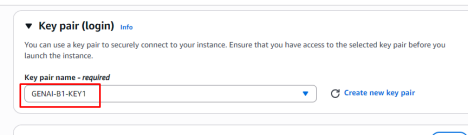 ▼ Key pair (login) Info
You can use a key pair to securely connect to your instance. Ensure that you have access to the selected key pair before you
launch the instance.
Key pair name - required
GENAI-B1-KEY1
Create new key pair